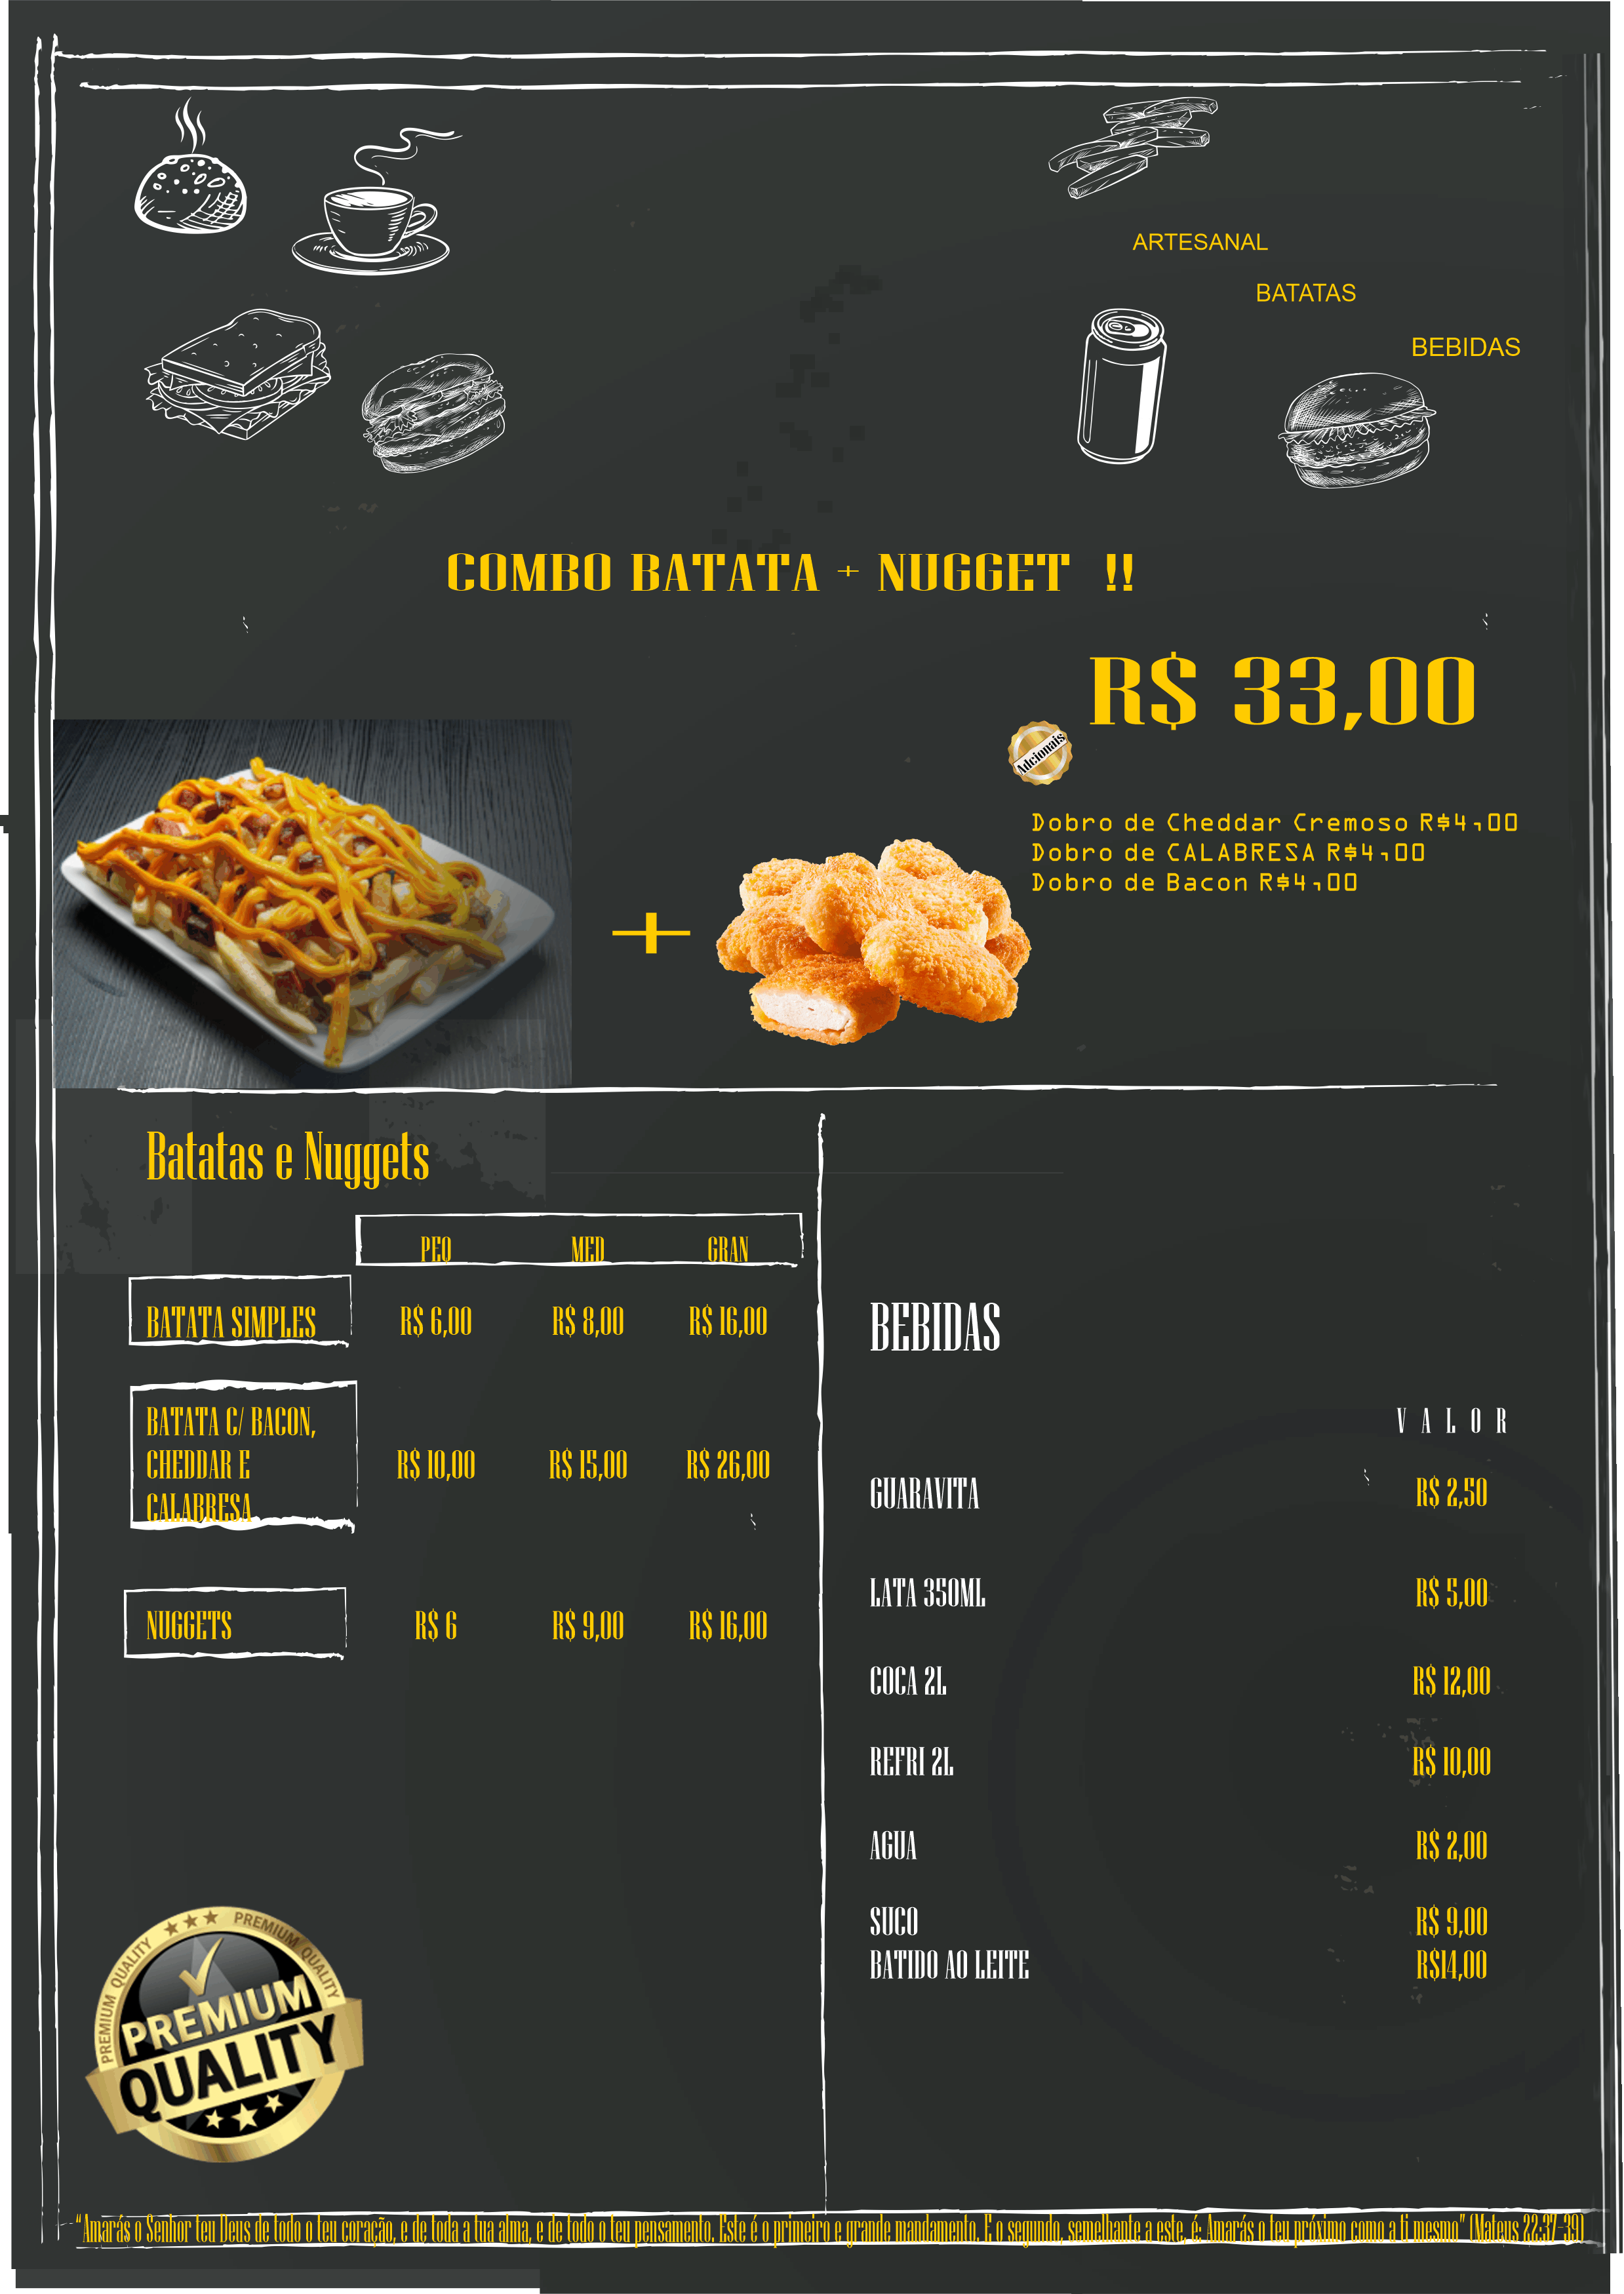 ARTESANAL
BATATAS
BEBIDAS
COMBO BATATA + NUGGET !!
R$ 33,00
Adcionais
Dobro de Cheddar Cremoso R$4,00
Dobro de CALABRESA R$4,00
Dobro de Bacon R$4,00
+
Batatas e Nuggets
PEQ MED GRAN
BATATA SIMPLES R$ 6,00 R$ 8,00 R$ 16,00
BATATA C/ BACON,
CHEDDAR E R$ 10,00 R$ 15,00 R$ 26,00
CALABRESA
NUGGETS R$ 6 R$ 9,00 R$ 16,00
BEBIDAS
VALOR
GUARAVITA R$ 2,50
LATA 350ML R$ 5,00
COCA 2L R$ 12,00
REFRI 2L R$ 10,00
AGUA R$ 2,00
SUCO R$ 9,00
BATIDO AO LEITE R$14,00
PREMIUM QUALITY PREMIUM QUALITY PREMIUM QUALITY
PREMIUM
QUALITY
“Amarás o Senhor teu Deus de todo o teu coração, e de toda a tua alma, e de todo o teu pensamento. Este é o primeiro e grande mandamento. E o segundo, semelhante a este, é: Amarás o teu próximo como a ti mesmo” (Mateus 22:37-39)